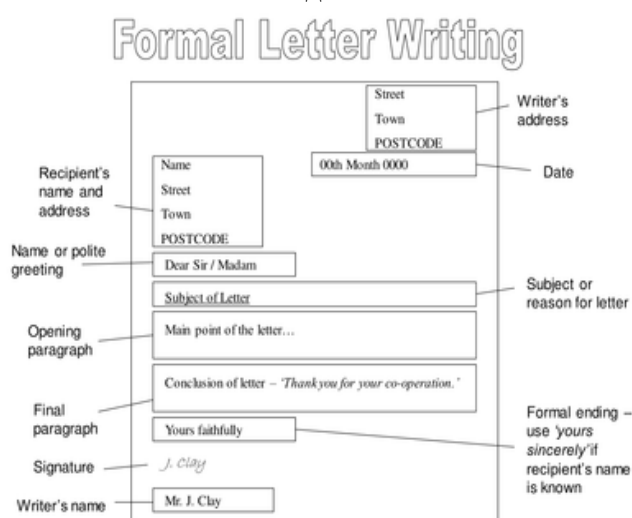 Formal Letter Writing
Street
Town
POSTCODE
Writer's
address
00th Month 0000
Date
Recipient's
name and
address
Name
Street
Town
POSTCODE
Name or polite
greeting
Dear Sir / Madam
Subject of Letter
Subject or
reason for letter
Opening
paragraph
Main point of the letter…
Final
paragraph
Conclusion of letter – 'Thank you for your co-operation.'
Yours faithfully
Formal ending –
use 'yours
sincerely' if
recipient's name
is known
Signature
J. Clay
Writer's name
Mr. J. Clay